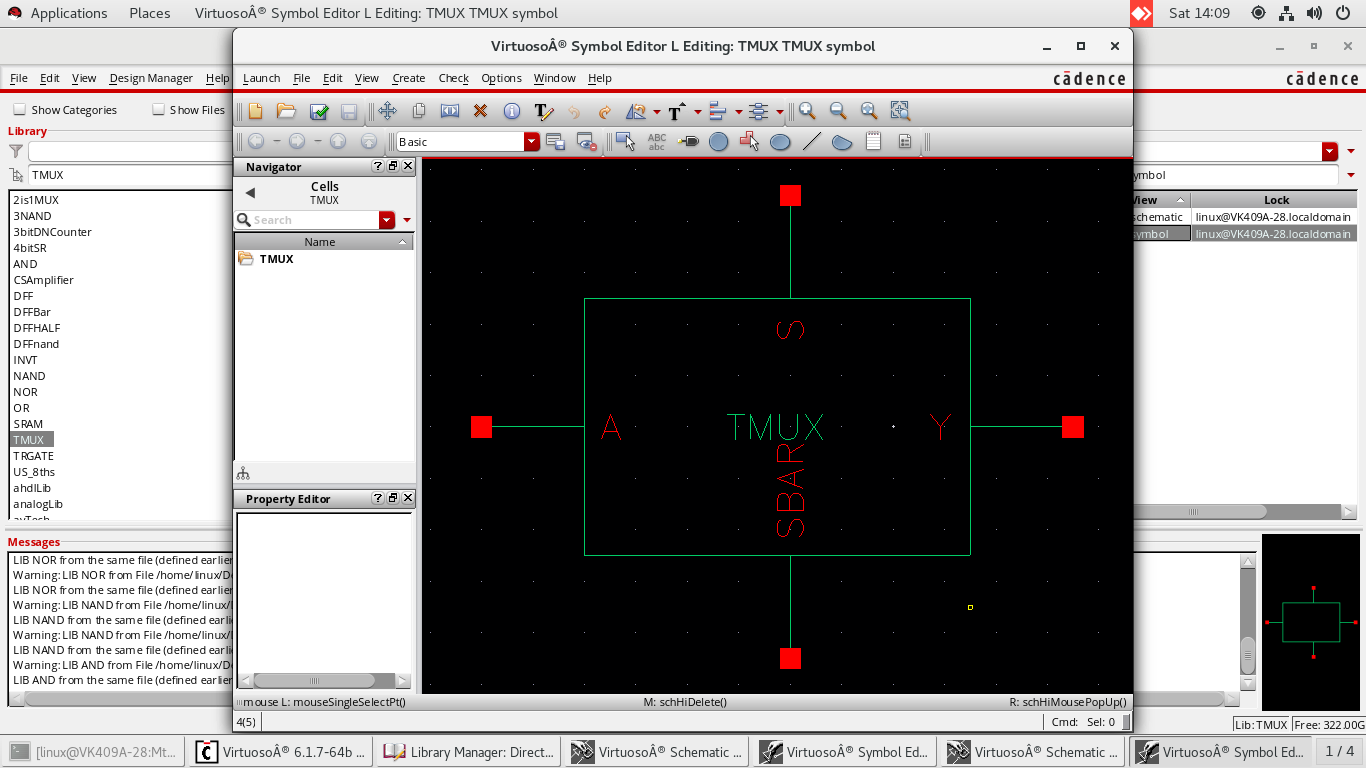 Applications
Places
VirtuosoÂ® Symbol Editor L Editing: TMUX TMUX symbol
Sat 14:09
VirtuosoÂ® Symbol Editor L Editing: TMUX TMUX symbol
File Edit View Design Manager Help
Launch File Edit View Create Check Options Window Help
cādence
cādence
Show Categories
Show Files
Library
TMUX
2is1MUX
3NAND
3bitDNCounter
4bitSR
AND
CSAmplifier
DFF
DFFBar
DFFHALF
DFFnand
INVT
NAND
NOR
OR
SRAM
TMUX
TRGATE
US_8ths
ahdlLib
analogLib
Messages
LIB NOR from the same file (defined earlier
Warning: LIB NOR from File /home/linux/De
LIB NOR from the same file (defined earlier
Warning: LIB NAND from File /home/linux/
LIB NAND from the same file (defined earlie
Warning: LIB NAND from File /home/linux/
LIB NAND from the same file (defined earlie
Warning: LIB AND from File /home/linux/De
LIB AND from the same file (defined earlier
Basic
ABC
abc
Navigator
Cells
TMUX
Search
Name
TMUX
Property Editor
S
A
TMUX
Y
SBAR
ymbol
View
Lock
schematic
linux@VK409A-28.localdomain
symbol
linux@VK409A-28.localdomain
mouse L: mouseSingleSelectPt()
M: schHiDelete()
R: schHiMousePopUp()
4(5)
Cmd: Sel: 0
Lib: TMUX
Free: 322.00G
[linux@VK409A-28:Mt...
VirtuosoÂ® 6.1.7-64b ...
Library Manager: Direct...
VirtuosoÂ® Schematic ...
VirtuosoÂ® Symbol Ed...
VirtuosoÂ® Schematic ...
VirtuosoÂ® Symbol Ed...
1 / 4